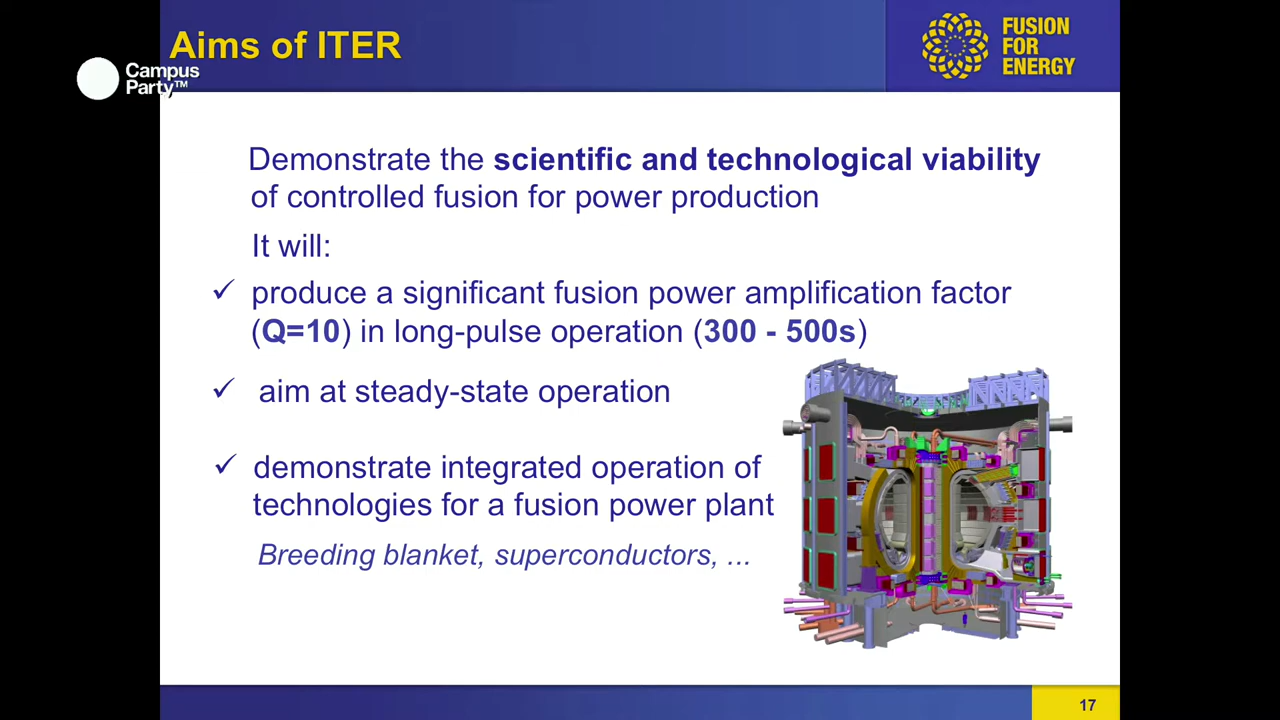 Aims of ITER
FUSION
FOR
ENERGY
Campus
Party™
Demonstrate the scientific and technological viability
of controlled fusion for power production
It will:
✓ produce a significant fusion power amplification factor
(Q=10) in long-pulse operation (300 - 500s)
✓ aim at steady-state operation
✓ demonstrate integrated operation of
technologies for a fusion power plant
Breeding blanket, superconductors, ...
17